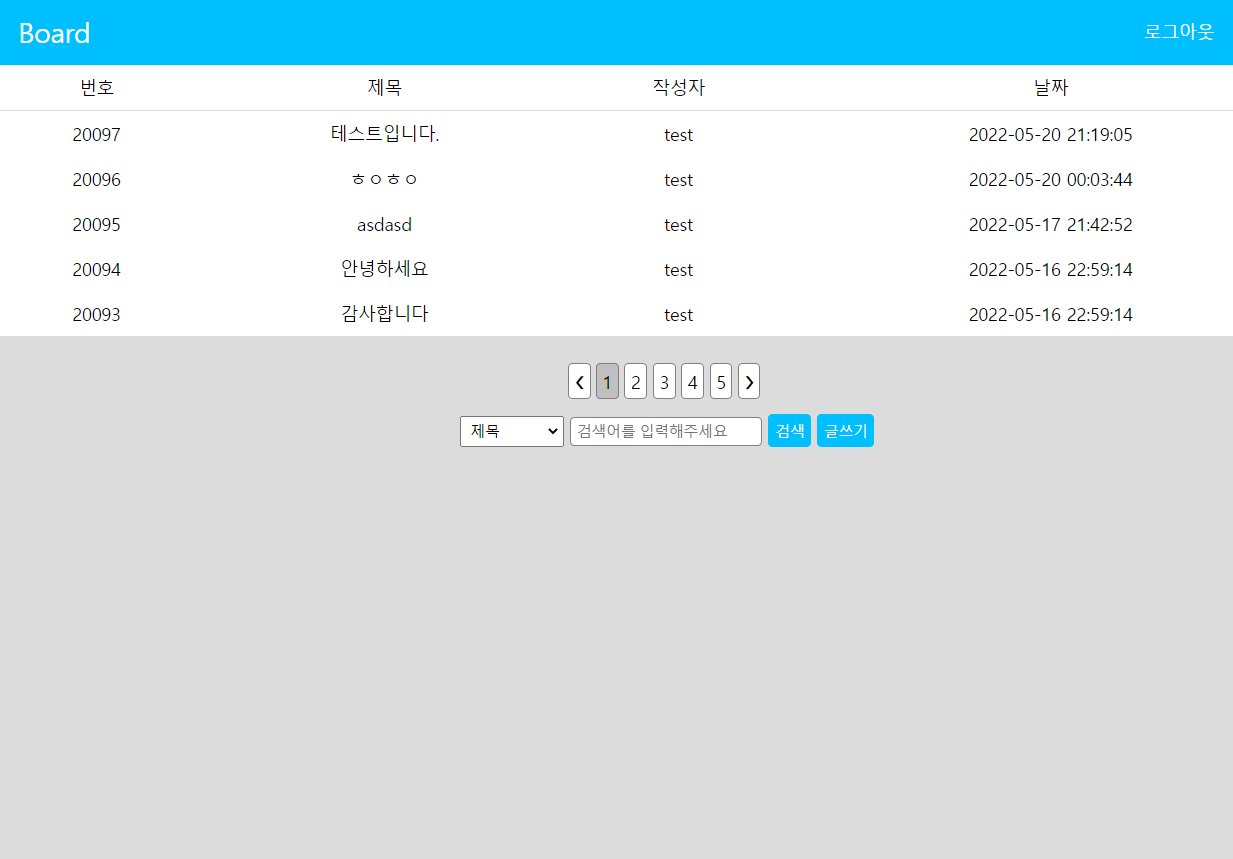 Board 로그아웃
번호 제목 작성자 날짜
20097 테스트입니다. test 2022-05-20 21:19:05
20096 ㅎㅇㅎㅇ test 2022-05-20 00:03:44
20095 asdasd test 2022-05-17 21:42:52
20094 안녕하세요 test 2022-05-16 22:59:14
20093 감사합니다 test 2022-05-16 22:59:14
❮ 1 2 3 4 5 ❯
제목 검색어를 입력해주세요 검색 글쓰기